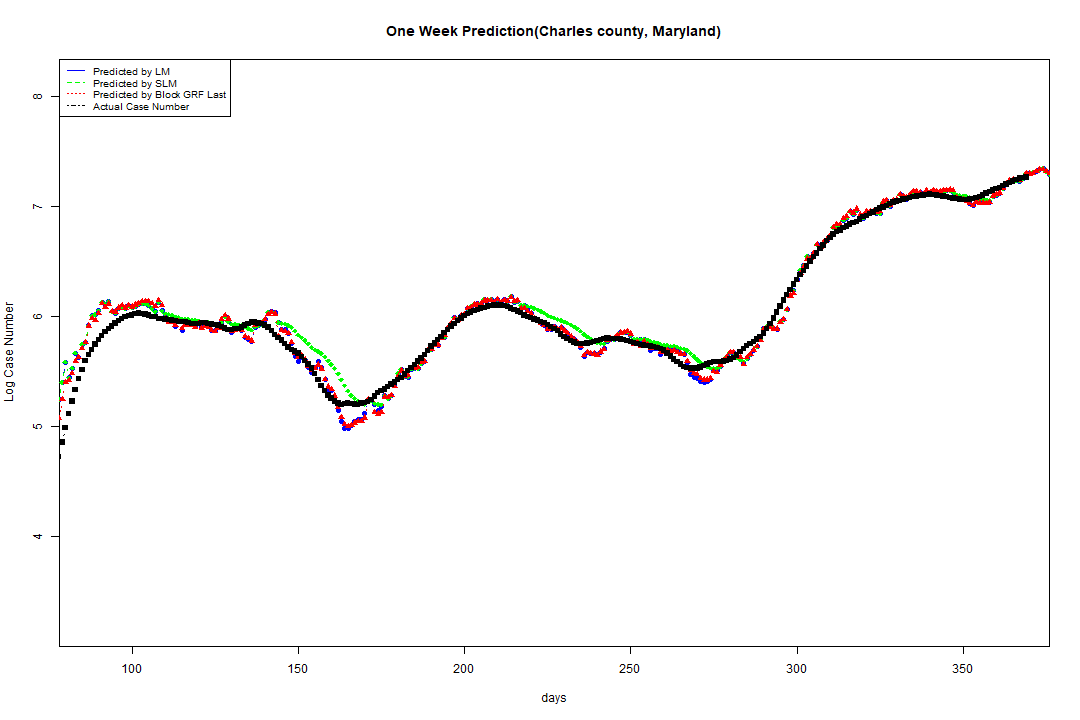 One Week Prediction(Charles county, Maryland)
Predicted by LM
Predicted by SLM
Predicted by Block GRF Last
Actual Case Number
8
7
6
5
4
Log Case Number
100 150 200 250 300 350
days